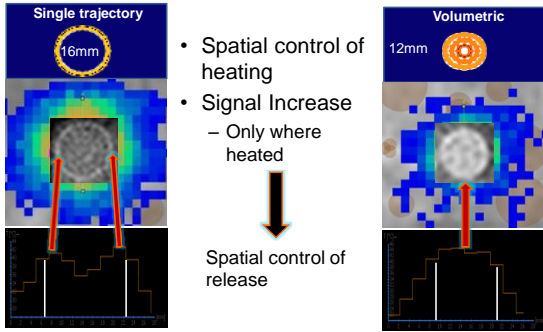 Single trajectory
16mm
• Spatial control of
heating
• Signal Increase
– Only where
heated
Spatial control of
release
Volumetric
12mm